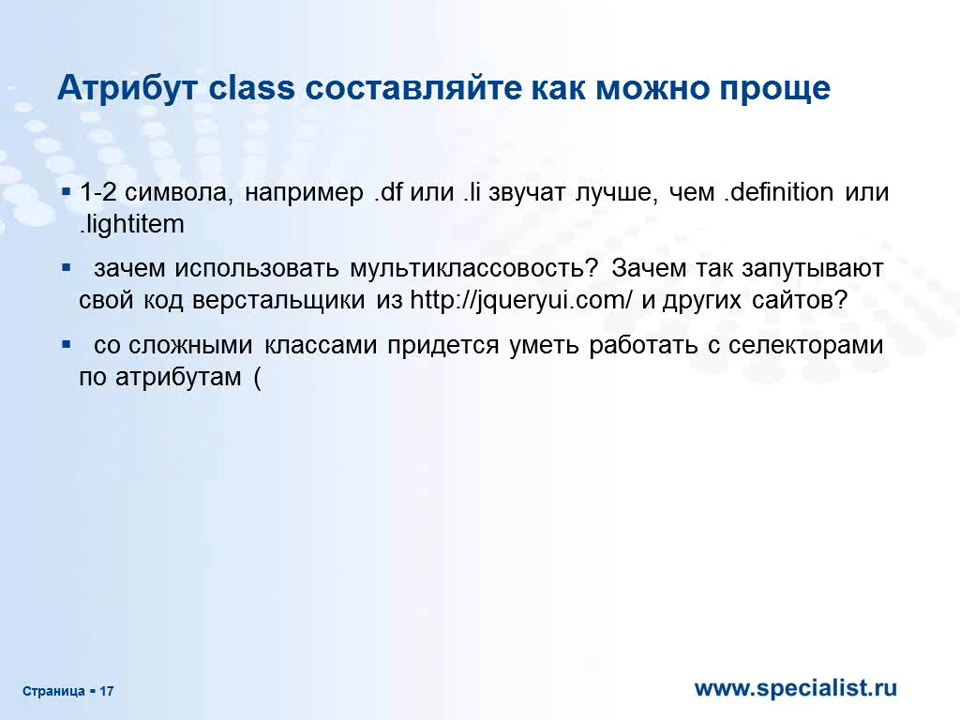 Атрибут class составляйте как можно проще
▪ 1-2 символа, например .df или .li звучат лучше, чем .definition или
.lightitem
▪ зачем использовать мультиклассовость? Зачем так запутывают
свой код верстальщики из http://jqueryui.com/ и других сайтов?
▪ со сложными классами придется уметь работать с селекторами
по атрибутам (
Страница ▪ 17
www.specialist.ru